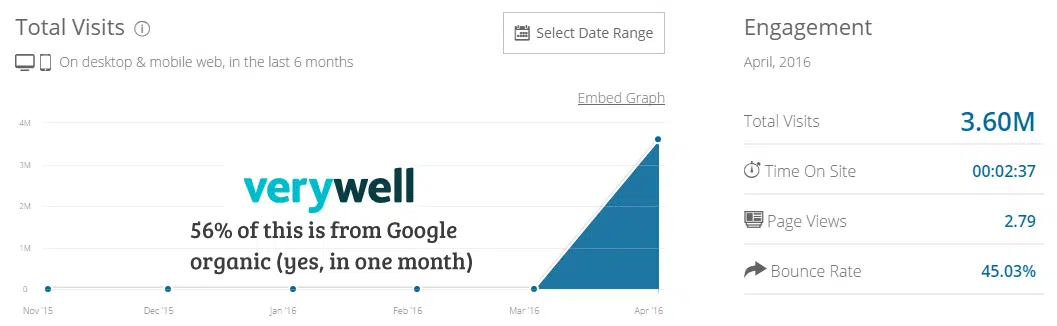 Total Visits
Select Date Range
On desktop & mobile web, in the last 6 months
Embed Graph
4M
3M
2M
1M
0
Nov '15
Dec '15
Jan '16
Feb '16
Mar '16
Apr '16
verywell
56% of this is from Google
organic (yes, in one month)
Engagement
April, 2016
Total Visits 3.60M
Time On Site 00:02:37
Page Views 2.79
Bounce Rate 45.03%